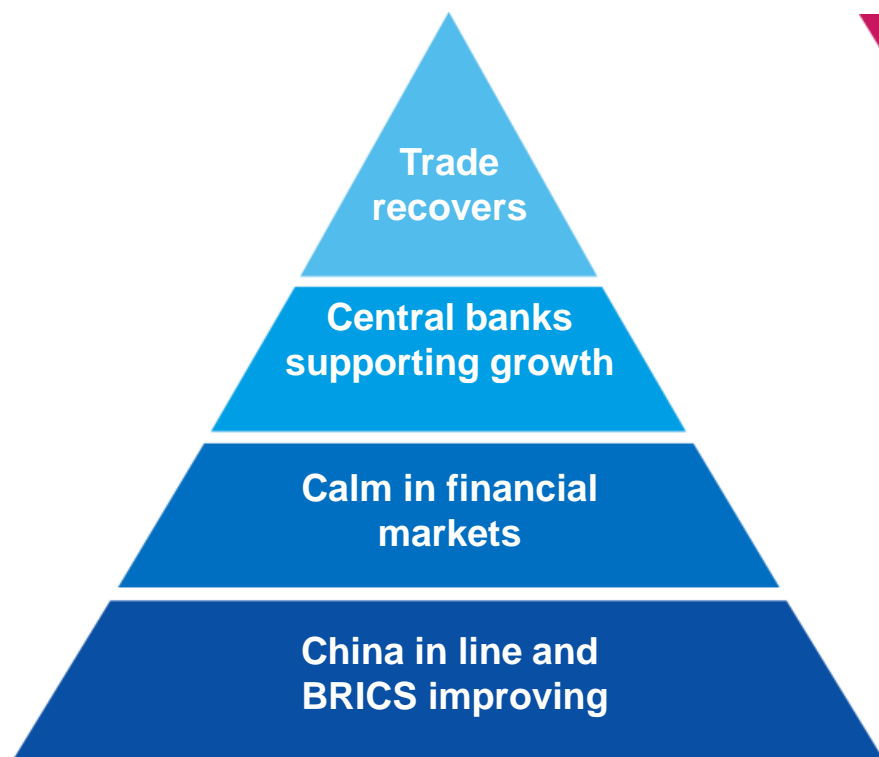 Trade
recovers
Central banks
supporting growth
Calm in financial
markets
China in line and
BRICS improving